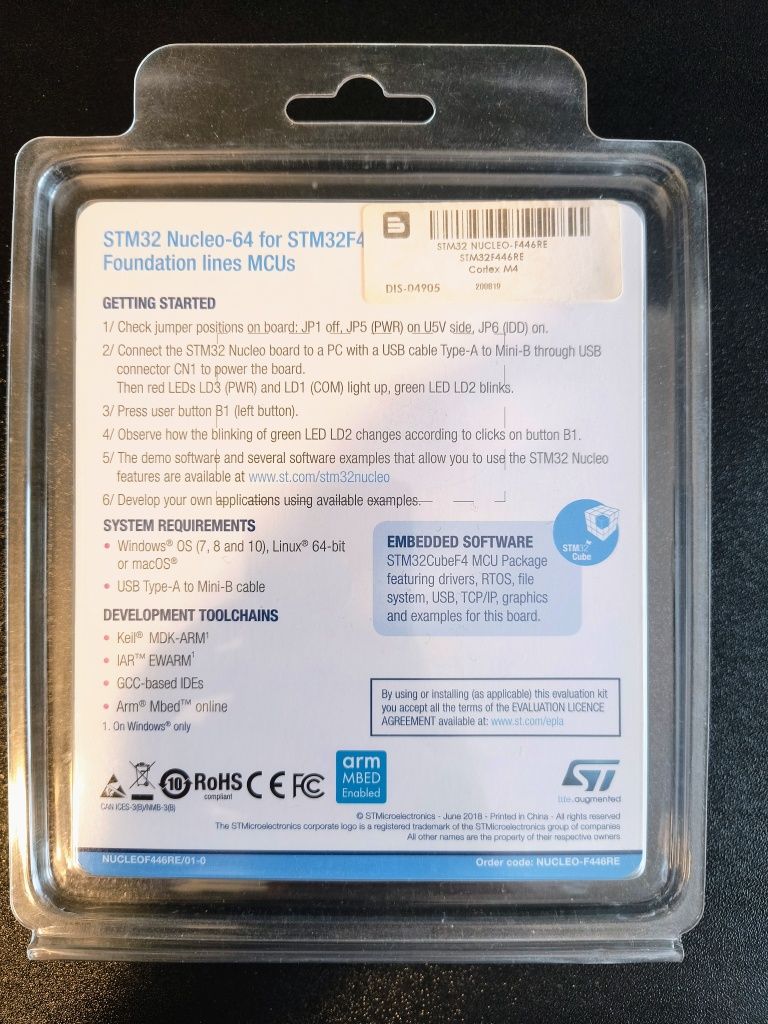 STM32 Nucleo-64 for STM32F4
Foundation lines MCUs
B
STM32 NUCLEO-F446RE
STM32F446RE
Cortex M4
DIS-04905 200819
GETTING STARTED
1/ Check jumper positions on board: JP1 off, JP5 (PWR) on U5V side, JP6 (IDD) on.
2/ Connect the STM32 Nucleo board to a PC with a USB cable Type-A to Mini-B through USB
connector CN1 to power the board.
Then red LEDs LD3 (PWR) and LD1 (COM) light up, green LED LD2 blinks.
3/ Press user button B1 (left button).
4/ Observe how the blinking of green LED LD2 changes according to clicks on button B1.
5/ The demo software and several software examples that allow you to use the STM32 Nucleo
features are available at www.st.com/stm32nucleo
6/ Develop your own applications using available examples.
SYSTEM REQUIREMENTS
• Windows® OS (7, 8 and 10), Linux® 64-bit
or macOS®
• USB Type-A to Mini-B cable
DEVELOPMENT TOOLCHAINS
• Keil® MDK-ARM¹
• IAR™ EWARM¹
• GCC-based IDEs
• Arm® Mbed™ online
1. On Windows® only
EMBEDDED SOFTWARE
STM32CubeF4 MCU Package
featuring drivers, RTOS, file
system, USB, TCP/IP, graphics
and examples for this board.
STM32
Cube
By using or installing (as applicable) this evaluation kit
you accept all the terms of the EVALUATION LICENCE
AGREEMENT available at: www.st.com/epla
10 RoHS CE FC
compliant
CAN ICES-3(B)/NMB-3(B)
arm
MBED
Enabled
ST
life.augmented
© STMicroelectronics - June 2018 - Printed in China - All rights reserved
The STMicroelectronics corporate logo is a registered trademark of the STMicroelectronics group of companies
All other names are the property of their respective owners
NUCLEOF446RE/01-0 Order code: NUCLEO-F446RE